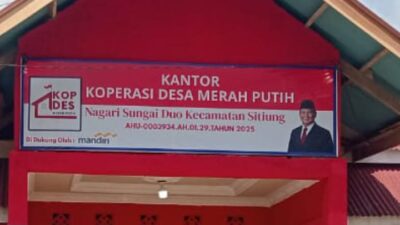 KANTOR
KOPERASI DESA MERAH PUTIH
KOP
DES
Nagari Sungai Duo Kecamatan Sitiung
AHU-0003934.AH.01.29.TAHUN 2025
Di Dukung Oleh : mandiri